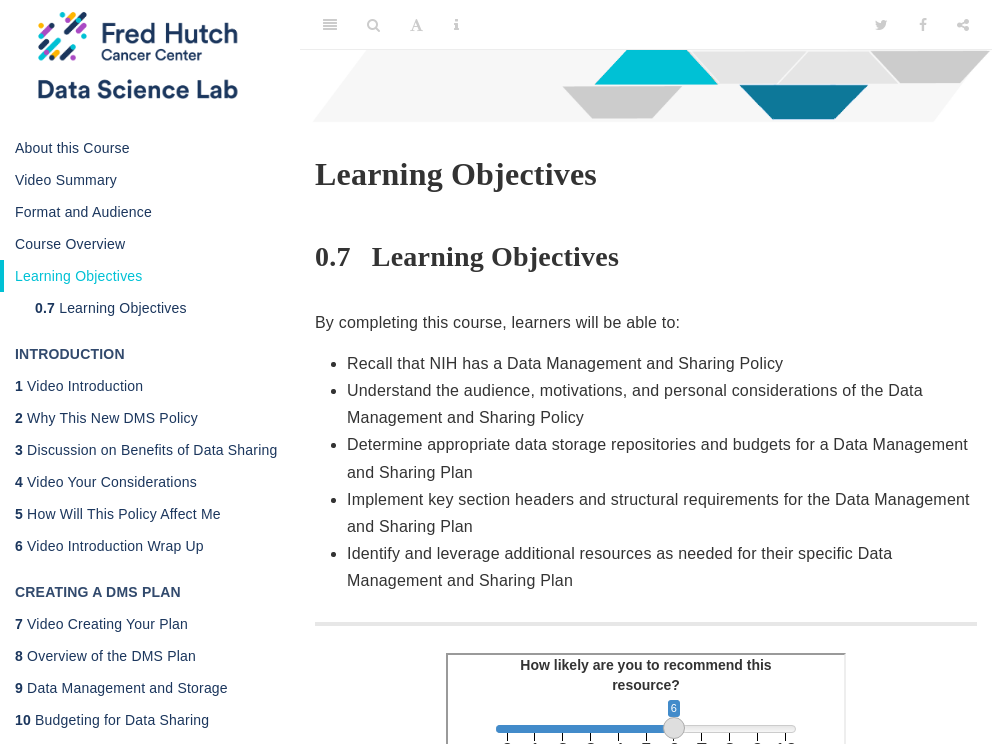 Fred Hutch
Cancer Center
Data Science Lab
About this Course
Video Summary
Format and Audience
Course Overview
Learning Objectives
0.7 Learning Objectives
INTRODUCTION
1 Video Introduction
2 Why This New DMS Policy
3 Discussion on Benefits of Data Sharing
4 Video Your Considerations
5 How Will This Policy Affect Me
6 Video Introduction Wrap Up
CREATING A DMS PLAN
7 Video Creating Your Plan
8 Overview of the DMS Plan
9 Data Management and Storage
10 Budgeting for Data Sharing
Learning Objectives
0.7 Learning Objectives
By completing this course, learners will be able to:
• Recall that NIH has a Data Management and Sharing Policy
• Understand the audience, motivations, and personal considerations of the Data
Management and Sharing Policy
• Determine appropriate data storage repositories and budgets for a Data Management
and Sharing Plan
• Implement key section headers and structural requirements for the Data Management
and Sharing Plan
• Identify and leverage additional resources as needed for their specific Data
Management and Sharing Plan
How likely are you to recommend this
resource?
6